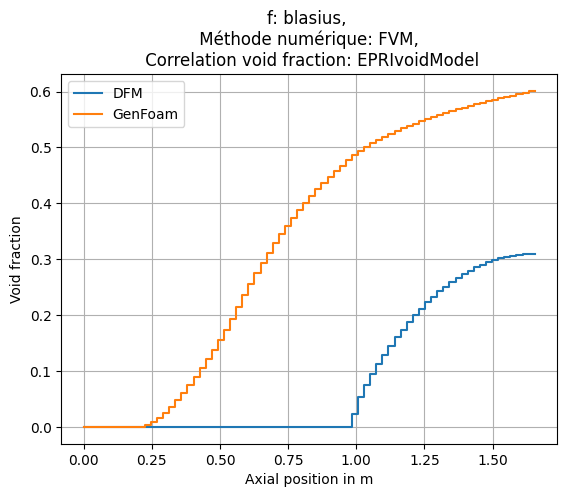 f: blasius,
Méthode numérique: FVM,
Correlation void fraction: EPRIvoidModel
DFM
GenFoam
Void fraction
0.6
0.5
0.4
0.3
0.2
0.1
0.0
0.00 0.25 0.50 0.75 1.00 1.25 1.50
Axial position in m